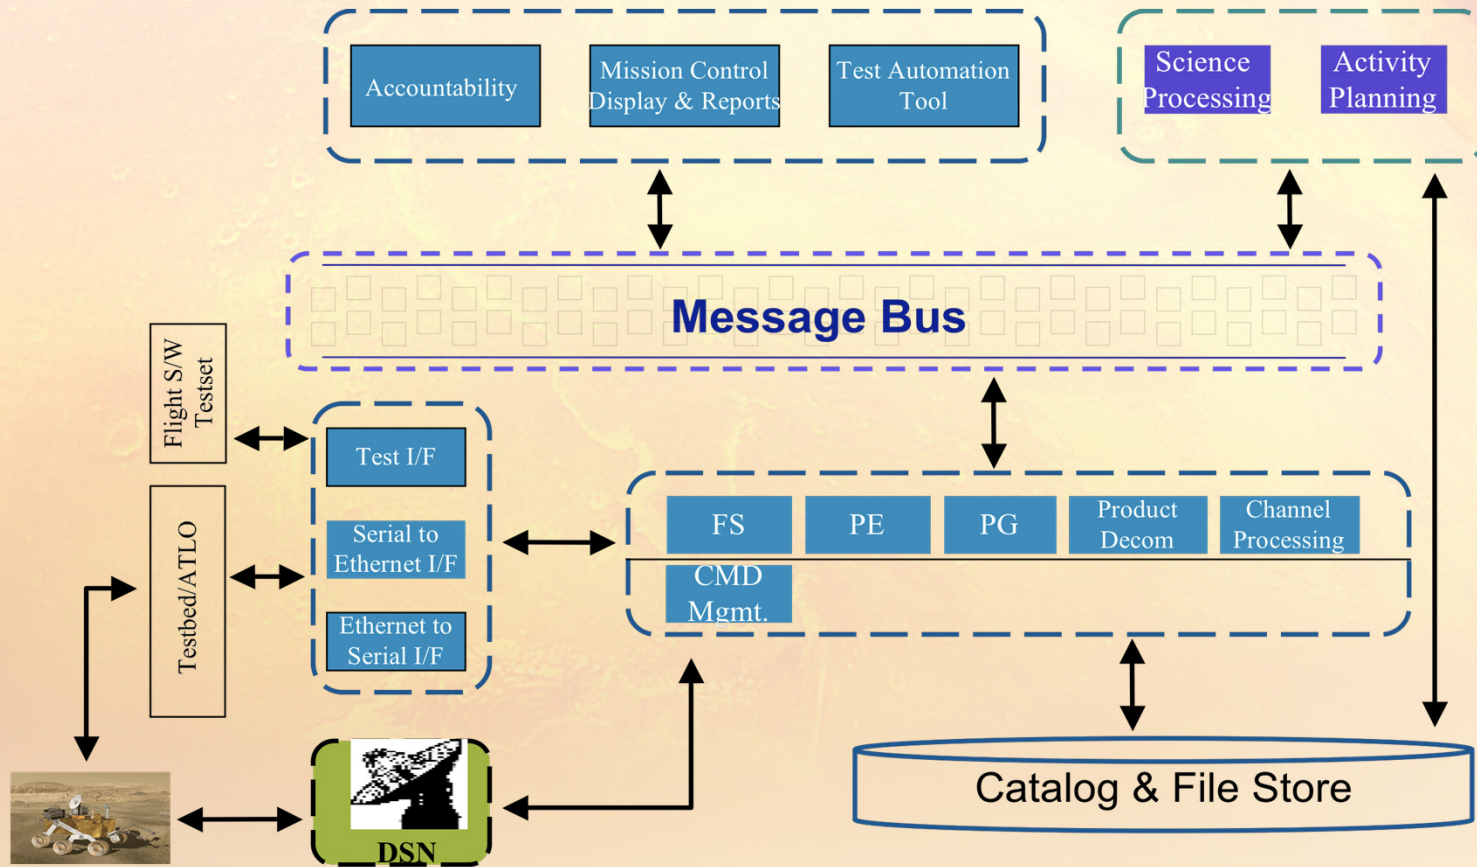 Accountability
Mission Control
Display & Reports
Test Automation
Tool
Science
Processing
Activity
Planning
Message Bus
Flight S/W
Testset
Test I/F
Serial to
Ethernet I/F
Ethernet to
Serial I/F
Testbed/ATLO
FS
PE
PG
Product
Decom
Channel
Processing
CMD
Mgmt.
DSN
Catalog & File Store